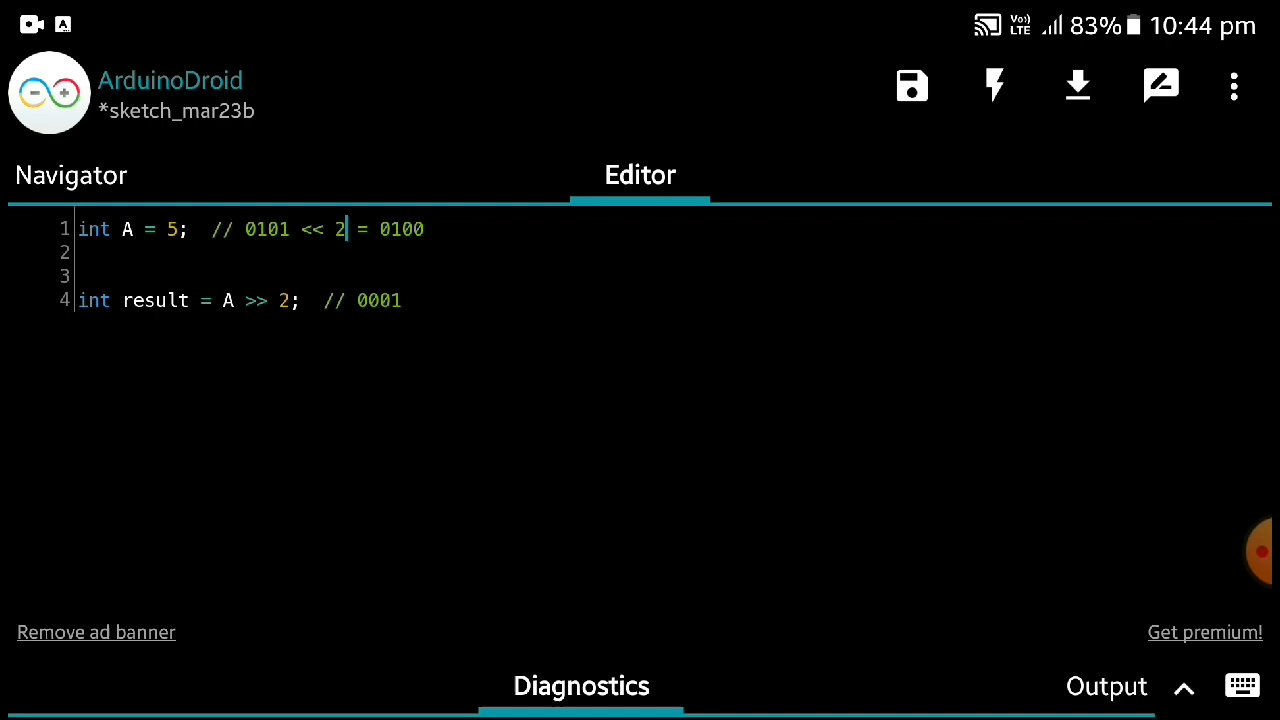 83% 10:44 pm
ArduinoDroid
*sketch_mar23b
Navigator Editor
1 int A = 5;  // 0101 << 2 = 0100
2
3
4 int result = A >> 2;  // 0001
Remove ad banner Get premium!
Diagnostics Output